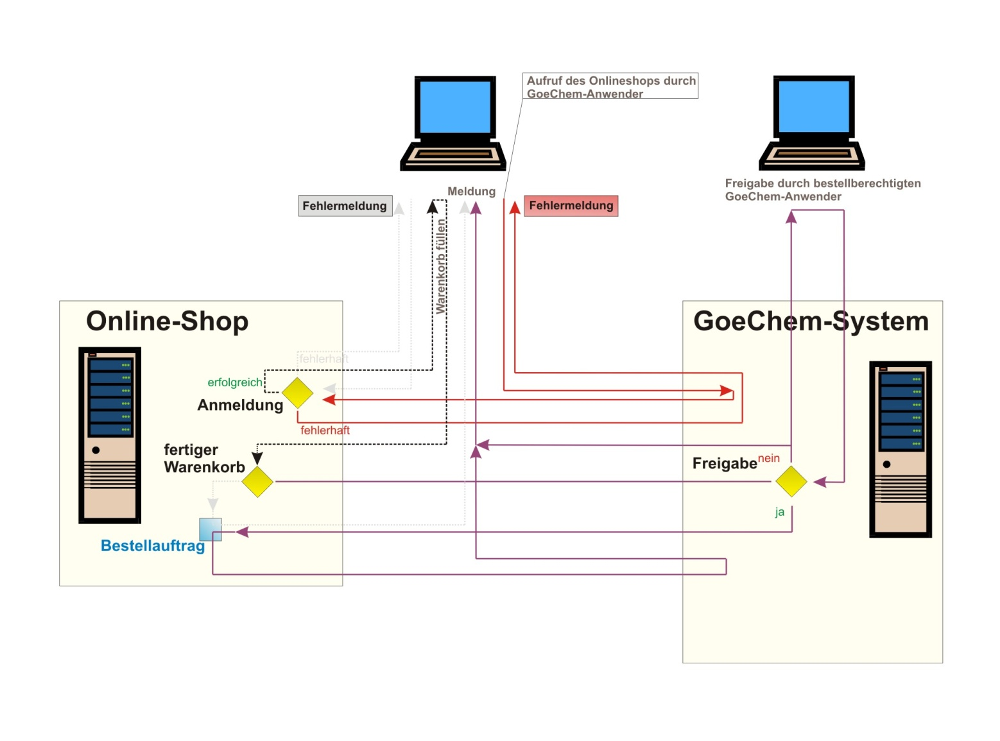 Aufruf des Onlineshops durch
GoeChem-Anwender
Freigabe durch bestellberechtigten
GoeChem-Anwender
Meldung
Fehlermeldung
Fehlermeldung
Warenkorb füllen
Online-Shop
GoeChem-System
fehlerhaft
erfolgreich
Anmeldung
fehlerhaft
fertiger
Warenkorb
Freigabe
nein
ja
Bestellauftrag